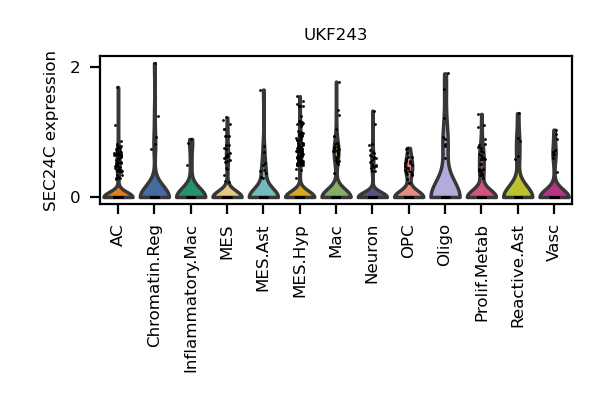 UKF243
SEC24C expression
2
0
AC
Chromatin.Reg
Inflammatory.Mac
MES
MES.Ast
MES.Hyp
Mac
Neuron
OPC
Oligo
Prolif.Metab
Reactive.Ast
Vasc